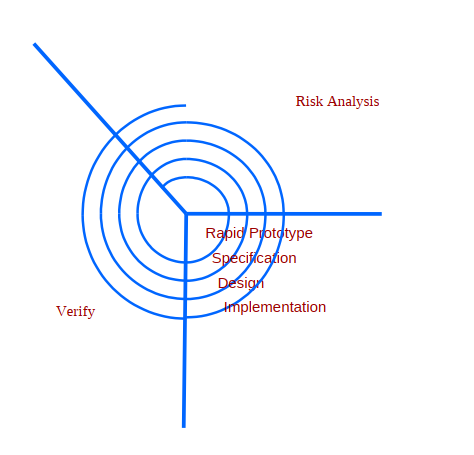 Risk Analysis
Rapid Prototype
Specification
Design
Implementation
Verify